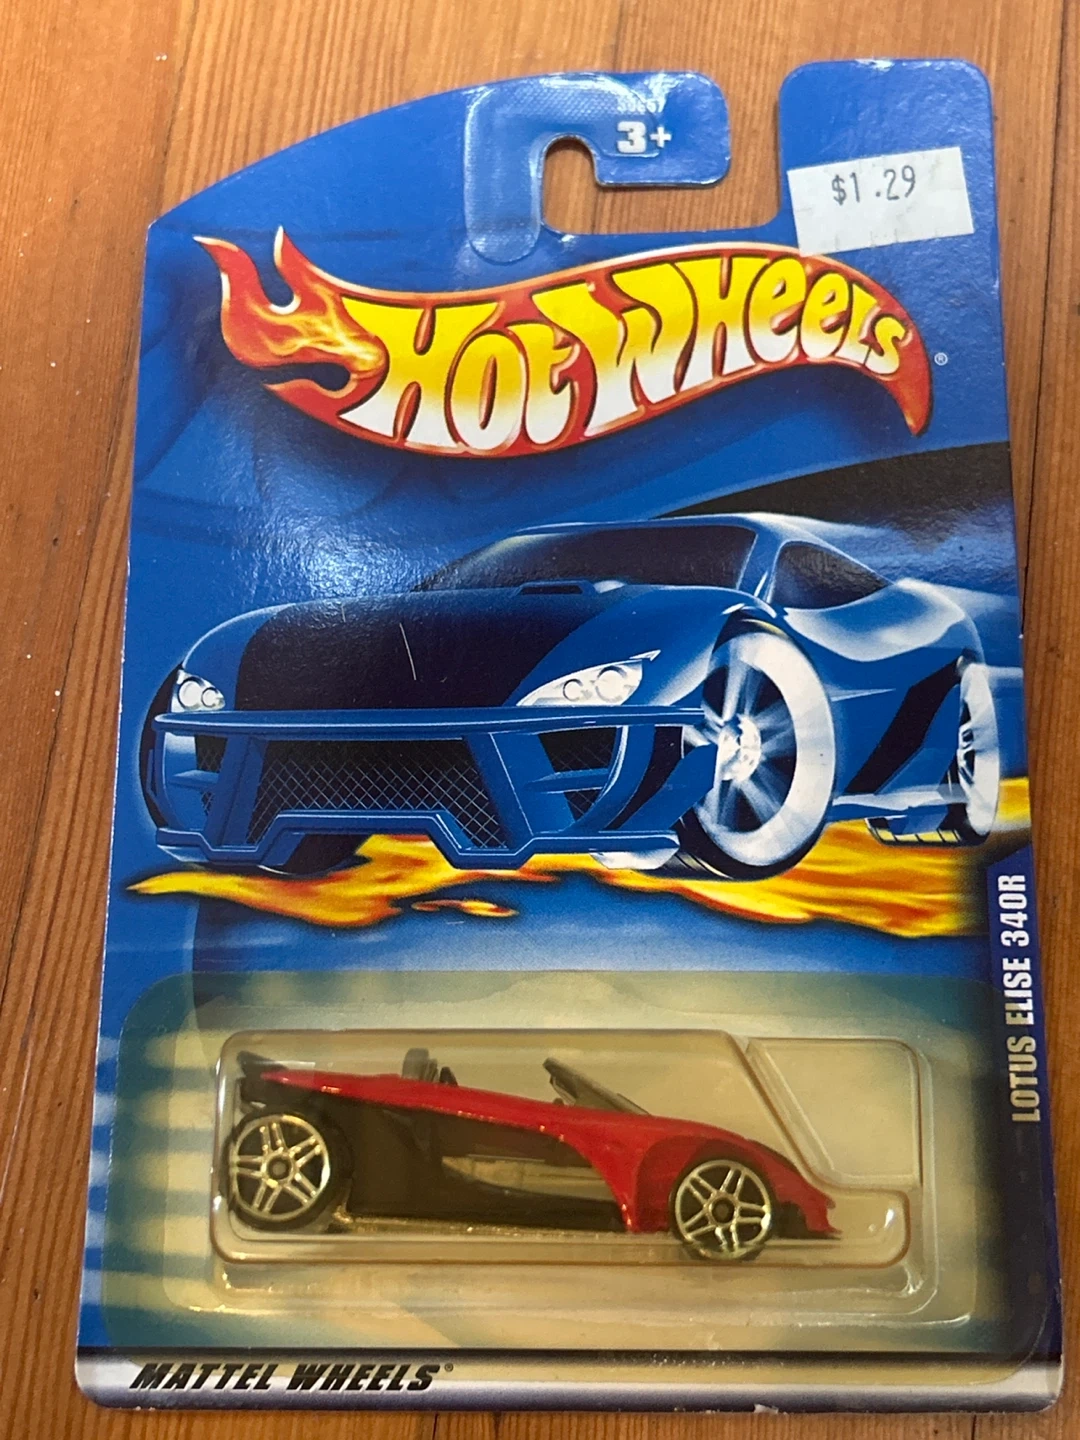 3+
$1.29
HOT WHEELS®
LOTUS ELISE 340R
MATTEL WHEELS®